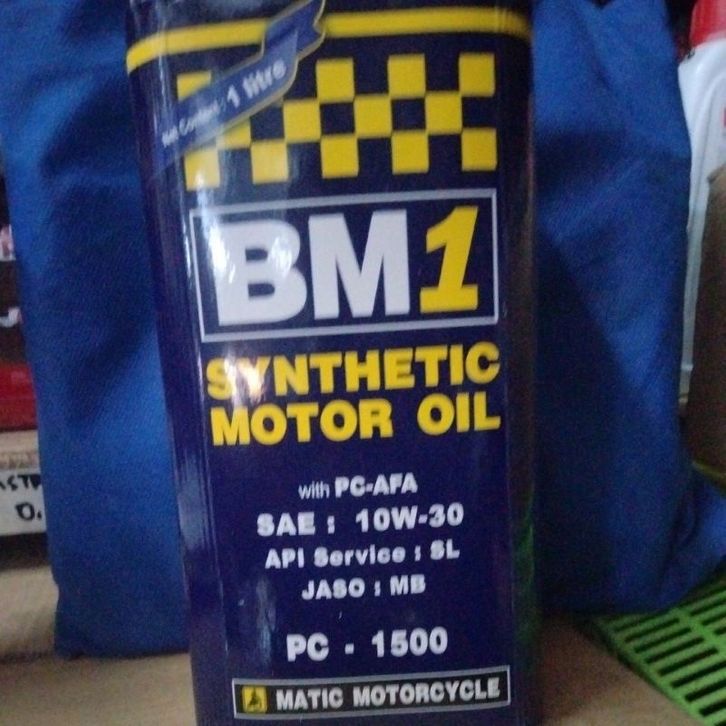 Net Content : 1 litre
BM1
SYNTHETIC
MOTOR OIL
with PC-AFA
SAE : 10W-30
API Service : SL
JASO : MB
PC - 1500
MATIC MOTORCYCLE